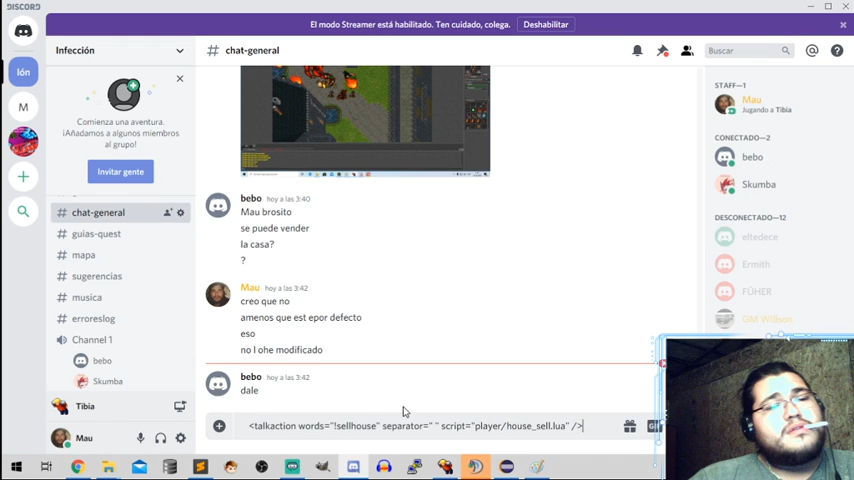 DISCORD
El modo Streamer está habilitado. Ten cuidado, colega.
Deshabilitar
Infección
chat-general
Buscar
Ión
M
Comienza una aventura.
¡Añadamos a algunos miembros
al grupo!
Invitar gente
# chat-general
# guias-quest
# mapa
# sugerencias
# musica
# erroreslog
Channel 1
bebo
Skumba
Tibia
Mau
bebo hoy a las 3:40
Mau brosito
se puede vender
la casa?
?
Mau hoy a las 3:42
creo que no
amenos que est epor defecto
eso
no l ohe modificado
bebo hoy a las 3:42
dale
<talkaction words="!sellhouse" separator=" " script="player/house_sell.lua" />
GIF
STAFF—1
Mau
Jugando a Tibia
CONECTADO—2
bebo
Skumba
DESCONECTADO—12
eltedece
Ermith
FÜHER
GM Willson